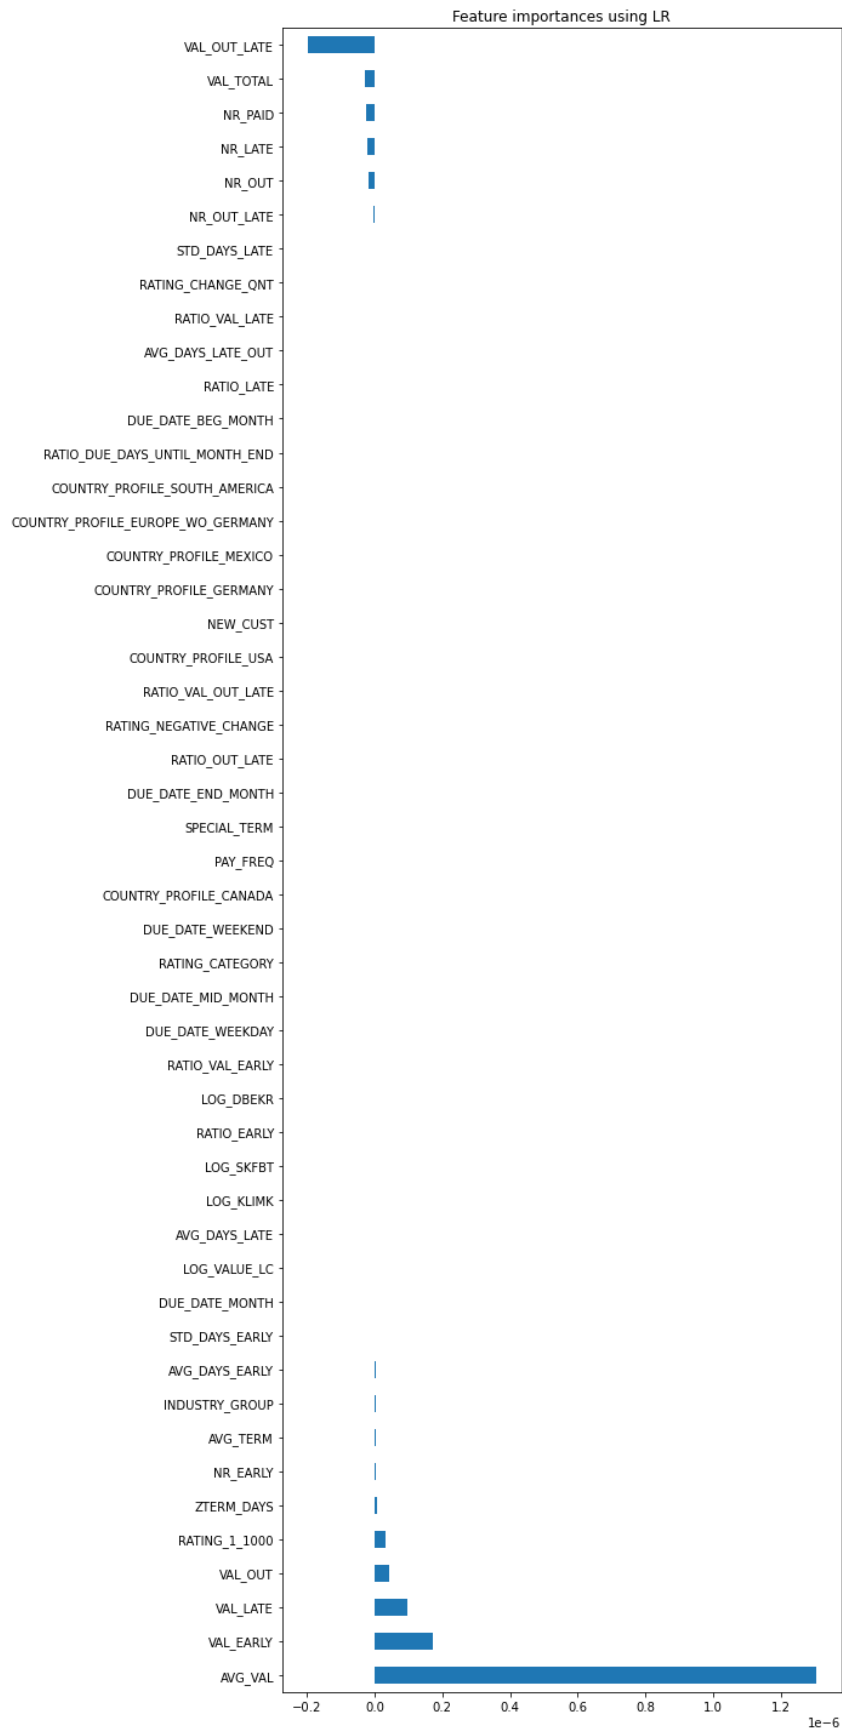 Feature importances using LR
VAL_OUT_LATE
VAL_TOTAL
NR_PAID
NR_LATE
NR_OUT
NR_OUT_LATE
STD_DAYS_LATE
RATING_CHANGE_QNT
RATIO_VAL_LATE
AVG_DAYS_LATE_OUT
RATIO_LATE
DUE_DATE_BEG_MONTH
RATIO_DUE_DAYS_UNTIL_MONTH_END
COUNTRY_PROFILE_SOUTH_AMERICA
COUNTRY_PROFILE_EUROPE_WO_GERMANY
COUNTRY_PROFILE_MEXICO
COUNTRY_PROFILE_GERMANY
NEW_CUST
COUNTRY_PROFILE_USA
RATIO_VAL_OUT_LATE
RATING_NEGATIVE_CHANGE
RATIO_OUT_LATE
DUE_DATE_END_MONTH
SPECIAL_TERM
PAY_FREQ
COUNTRY_PROFILE_CANADA
DUE_DATE_WEEKEND
RATING_CATEGORY
DUE_DATE_MID_MONTH
DUE_DATE_WEEKDAY
RATIO_VAL_EARLY
LOG_DBEKR
RATIO_EARLY
LOG_SKFBT
LOG_KLIMK
AVG_DAYS_LATE
LOG_VALUE_LC
DUE_DATE_MONTH
STD_DAYS_EARLY
AVG_DAYS_EARLY
INDUSTRY_GROUP
AVG_TERM
NR_EARLY
ZTERM_DAYS
RATING_1_1000
VAL_OUT
VAL_LATE
VAL_EARLY
AVG_VAL
−0.2 0.0 0.2 0.4 0.6 0.8 1.0 1.2
1e−6